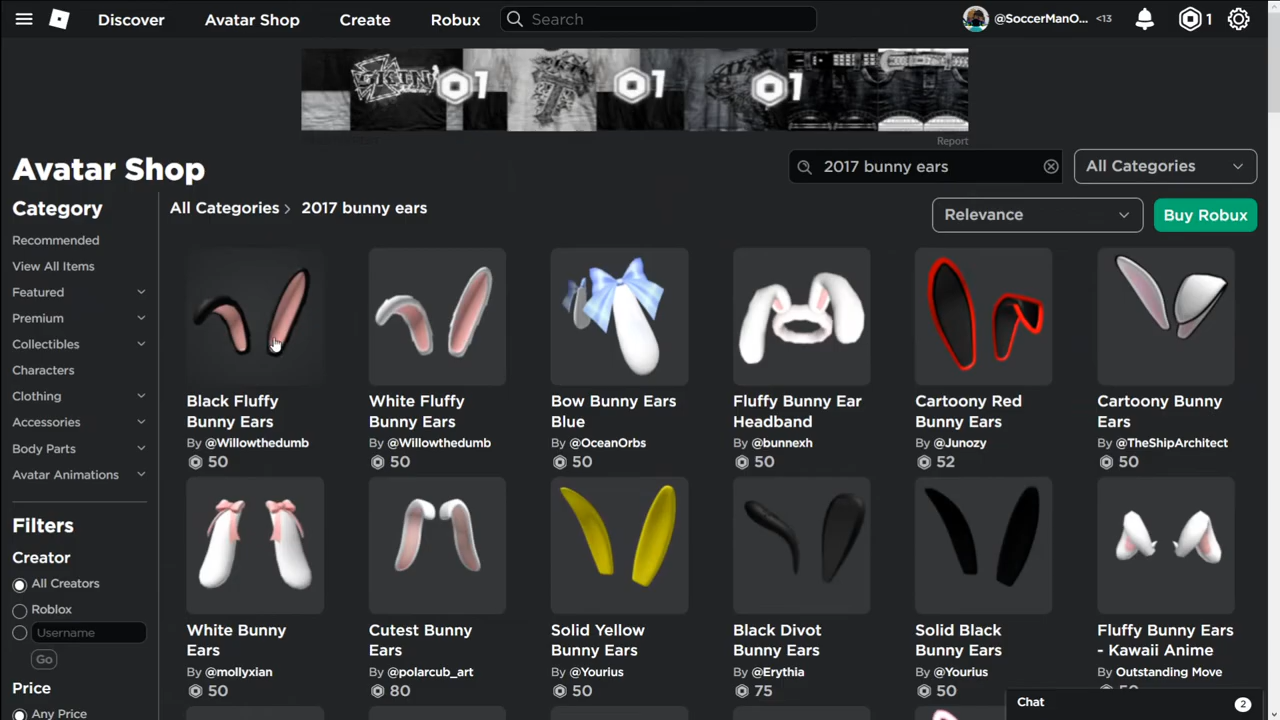 Discover
Avatar Shop
Create
Robux
Search
@SoccerManO... <13
1
1
1
1
Report
Avatar Shop
2017 bunny ears
All Categories
Category
All Categories > 2017 bunny ears
Relevance
Buy Robux
Recommended
View All Items
Featured
Premium
Collectibles
Characters
Clothing
Accessories
Body Parts
Avatar Animations
Filters
Creator
All Creators
Roblox
Username
Go
Price
Any Price
Black Fluffy
Bunny Ears
By @Willowthedumb
50
White Fluffy
Bunny Ears
By @Willowthedumb
50
Bow Bunny Ears
Blue
By @OceanOrbs
50
Fluffy Bunny Ear
Headband
By @bunnexh
50
Cartoony Red
Bunny Ears
By @Junozy
52
Cartoony Bunny
Ears
By @TheShipArchitect
50
White Bunny
Ears
By @mollyxian
50
Cutest Bunny
Ears
By @polarcub_art
80
Solid Yellow
Bunny Ears
By @Yourius
50
Black Divot
Bunny Ears
By @Erythia
75
Solid Black
Bunny Ears
By @Yourius
50
Fluffy Bunny Ears
- Kawaii Anime
By Outstanding Move
Chat
2